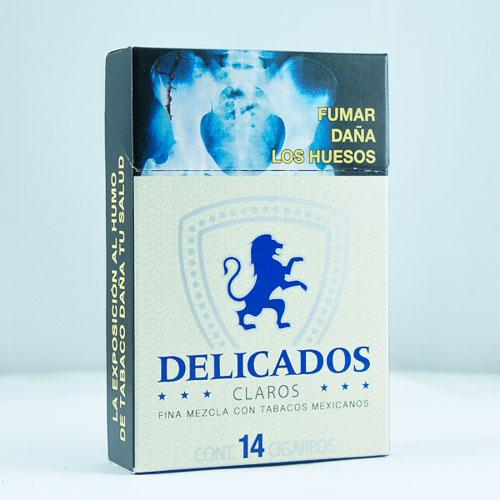 FUMAR
DAÑA
LOS HUESOS
DELICADOS
CLAROS
FINA MEZCLA CON TABACOS MEXICANOS
CONT. 14 CIGARROS
LA EXPOSICIÓN AL HUMO
DE TABACO DAÑA TU SALUD